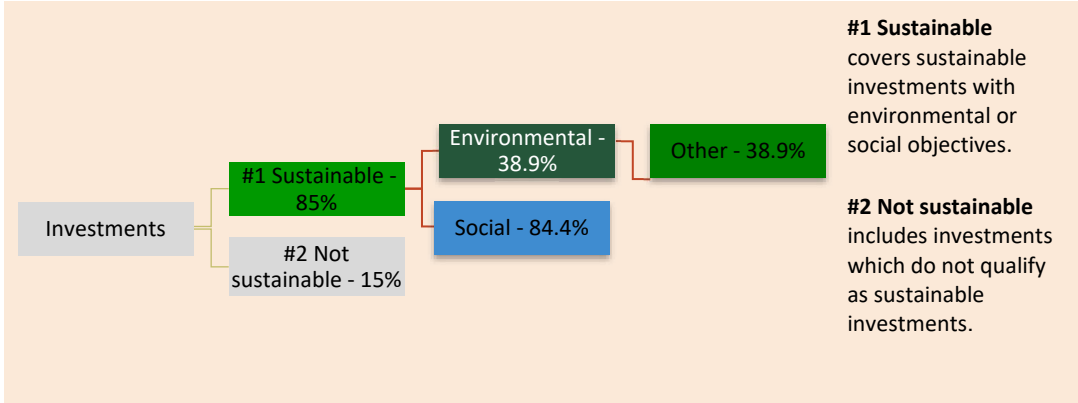 Investments
#1 Sustainable -
85%
#2 Not
sustainable - 15%
Environmental -
38.9%
Social - 84.4%
Other - 38.9%
#1 Sustainable
covers sustainable
investments with
environmental or
social objectives.
#2 Not sustainable
includes investments
which do not qualify
as sustainable
investments.